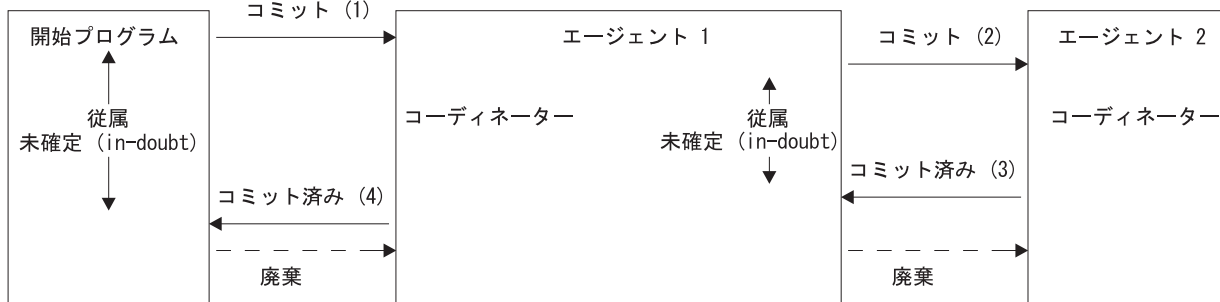 コミット (1)
開始プログラム
エージェント 1
コミット (2)
エージェント 2
従属
未確定 (in-doubt)
コーディネーター
従属
未確定 (in-doubt)
コーディネーター
コミット済み (4)
コミット済み (3)
廃棄
廃棄